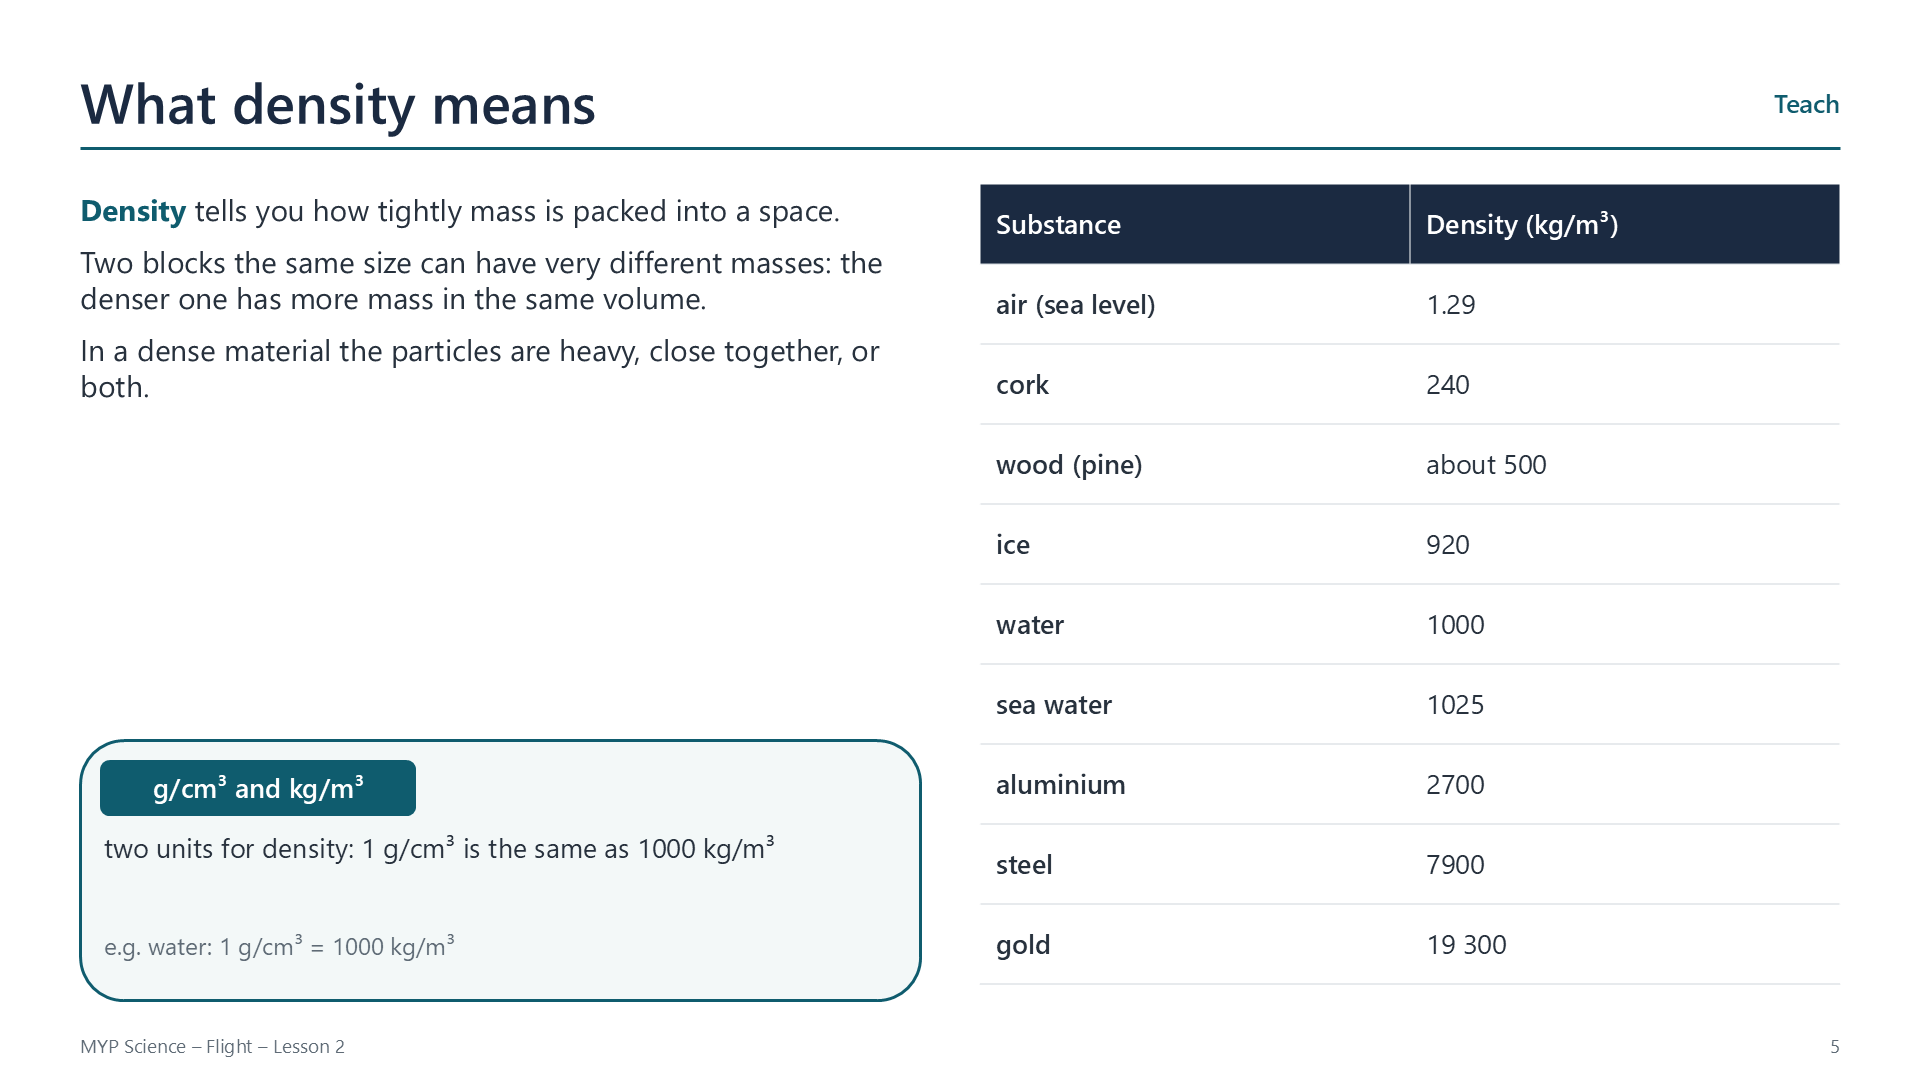 What density means
Teach
Density tells you how tightly mass is packed into a space.
Two blocks the same size can have very different masses: the
denser one has more mass in the same volume.
In a dense material the particles are heavy, close together, or
both.
g/cm³ and kg/m³
two units for density: 1 g/cm³ is the same as 1000 kg/m³
e.g. water: 1 g/cm³ = 1000 kg/m³
Substance Density (kg/m³)
air (sea level) 1.29
cork 240
wood (pine) about 500
ice 920
water 1000
sea water 1025
aluminium 2700
steel 7900
gold 19 300
MYP Science – Flight – Lesson 2
5